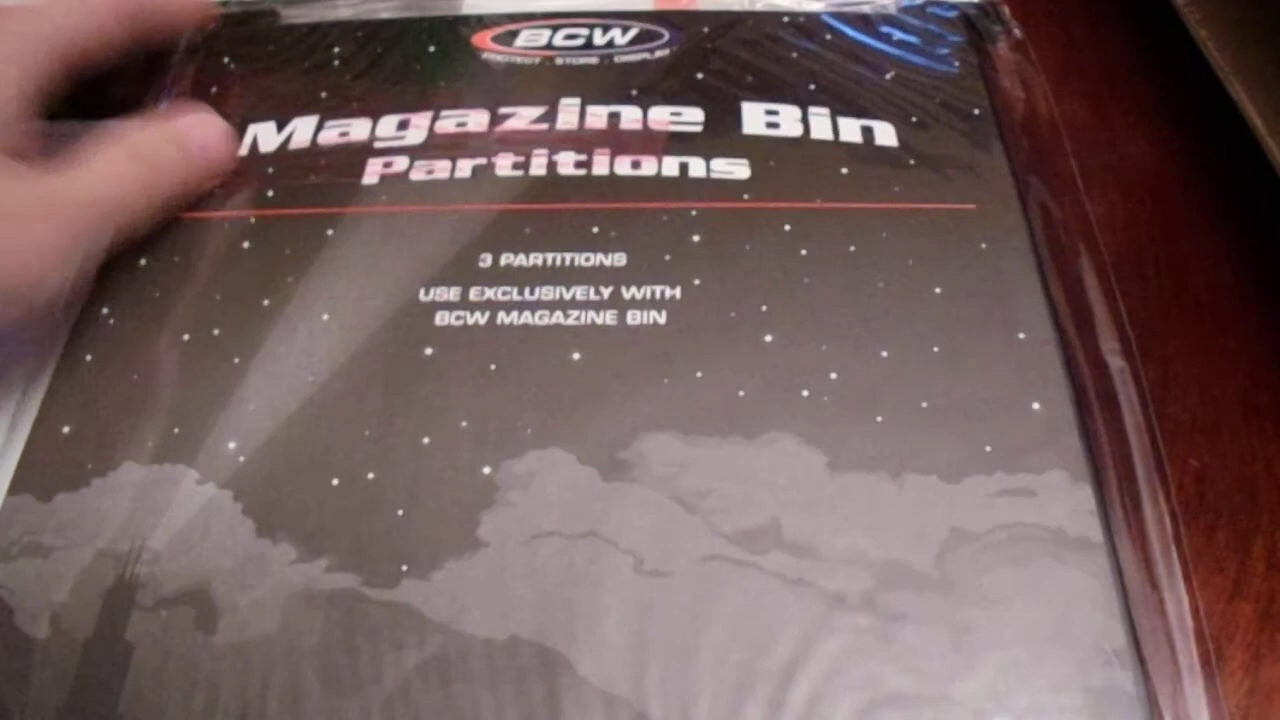 BCW
PROTECT · STORE · DISPLAY
Magazine Bin
Partitions
3 PARTITIONS
USE EXCLUSIVELY WITH
BCW MAGAZINE BIN